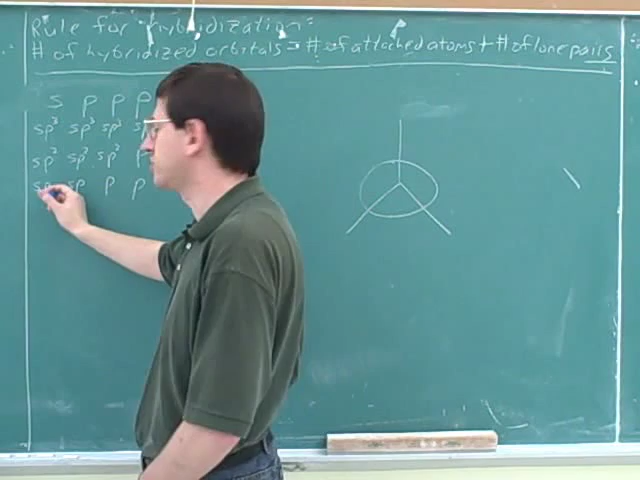 Rule for hybridization:
# of hybridized orbitals = # of attached atoms + # of lone pairs
s p p p
sp³ sp³ sp³
sp² sp² sp² p
sp sp p p